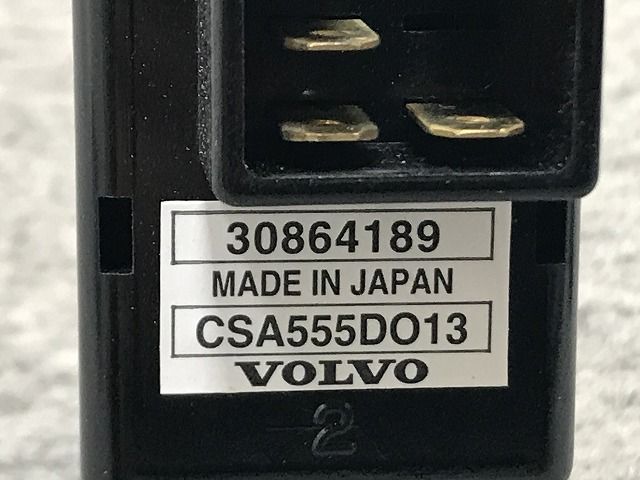 30864189
MADE IN JAPAN
CSA555DO13
VOLVO
2